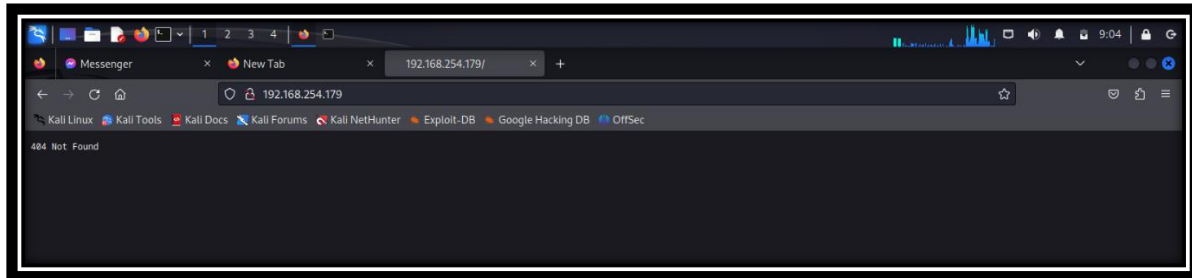 1 2 3 4 9:04
Messenger New Tab 192.168.254.179/
192.168.254.179
Kali Linux Kali Tools Kali Docs Kali Forums Kali NetHunter Exploit-DB Google Hacking DB OffSec
404 Not Found